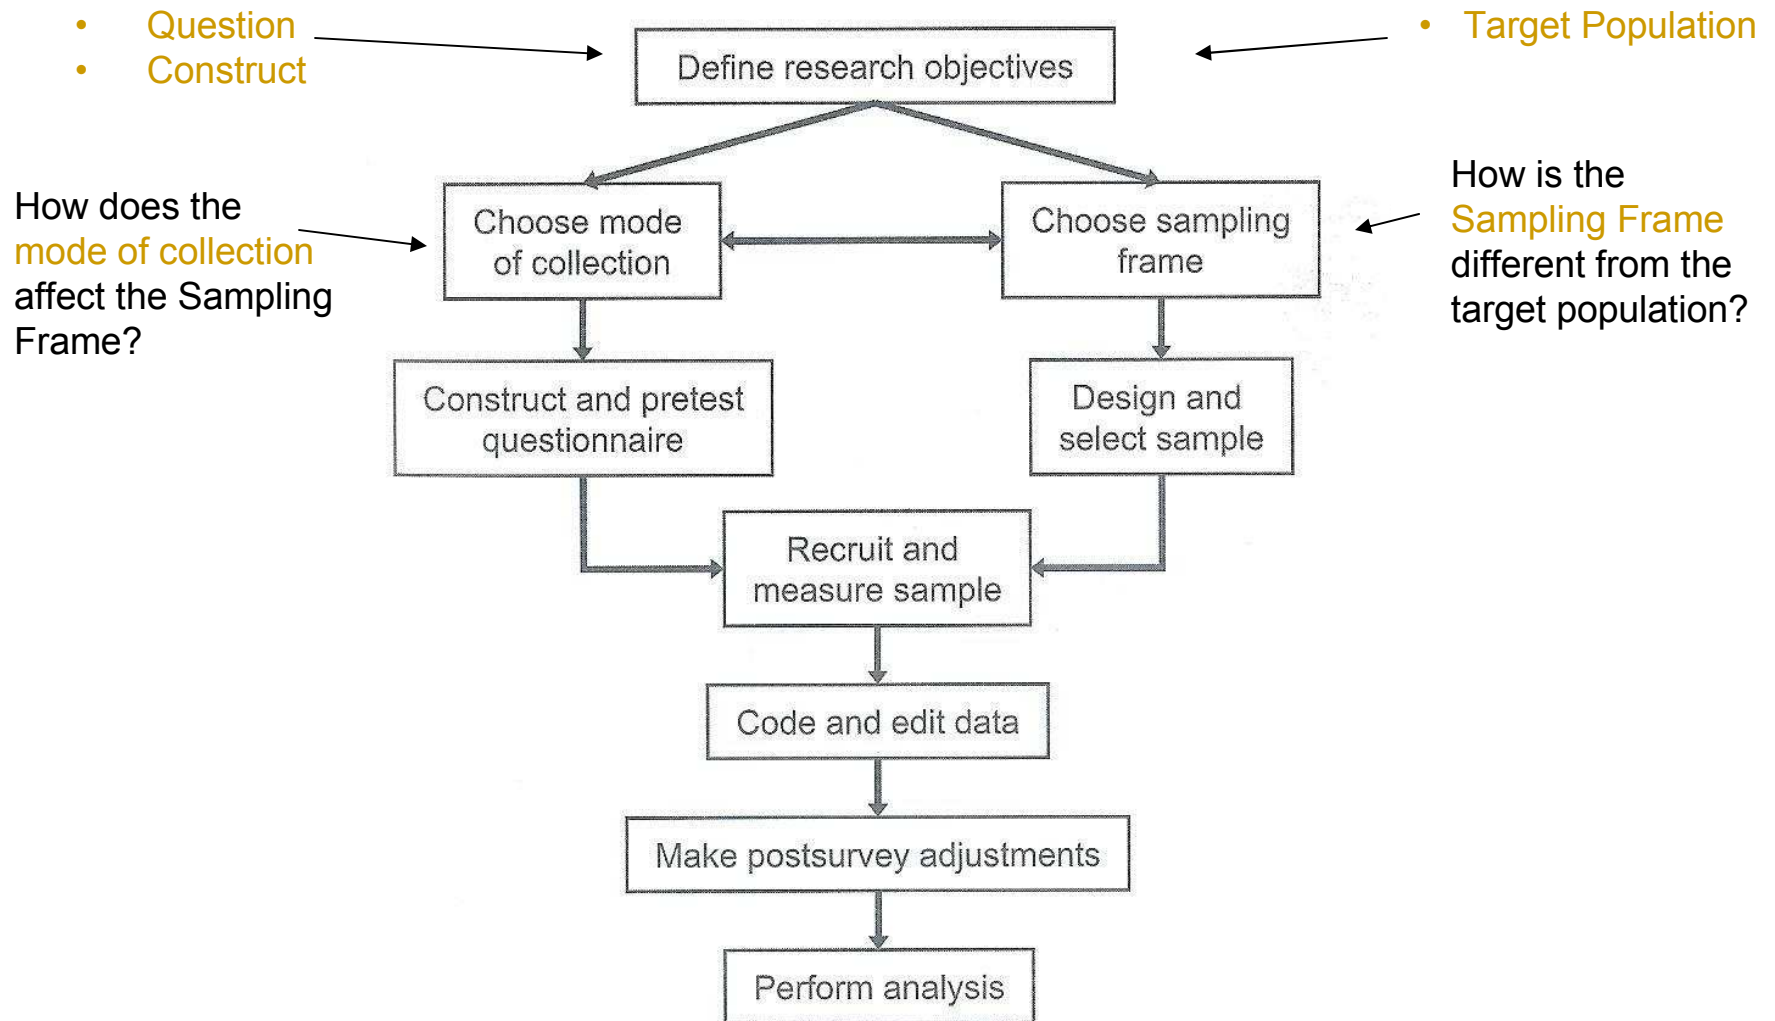 • Question
• Construct
• Target Population
Define research objectives
How does the
mode of collection
affect the Sampling
Frame?
Choose mode
of collection
Choose sampling
frame
How is the
Sampling Frame
different from the
target population?
Construct and pretest
questionnaire
Design and
select sample
Recruit and
measure sample
Code and edit data
Make postsurvey adjustments
Perform analysis